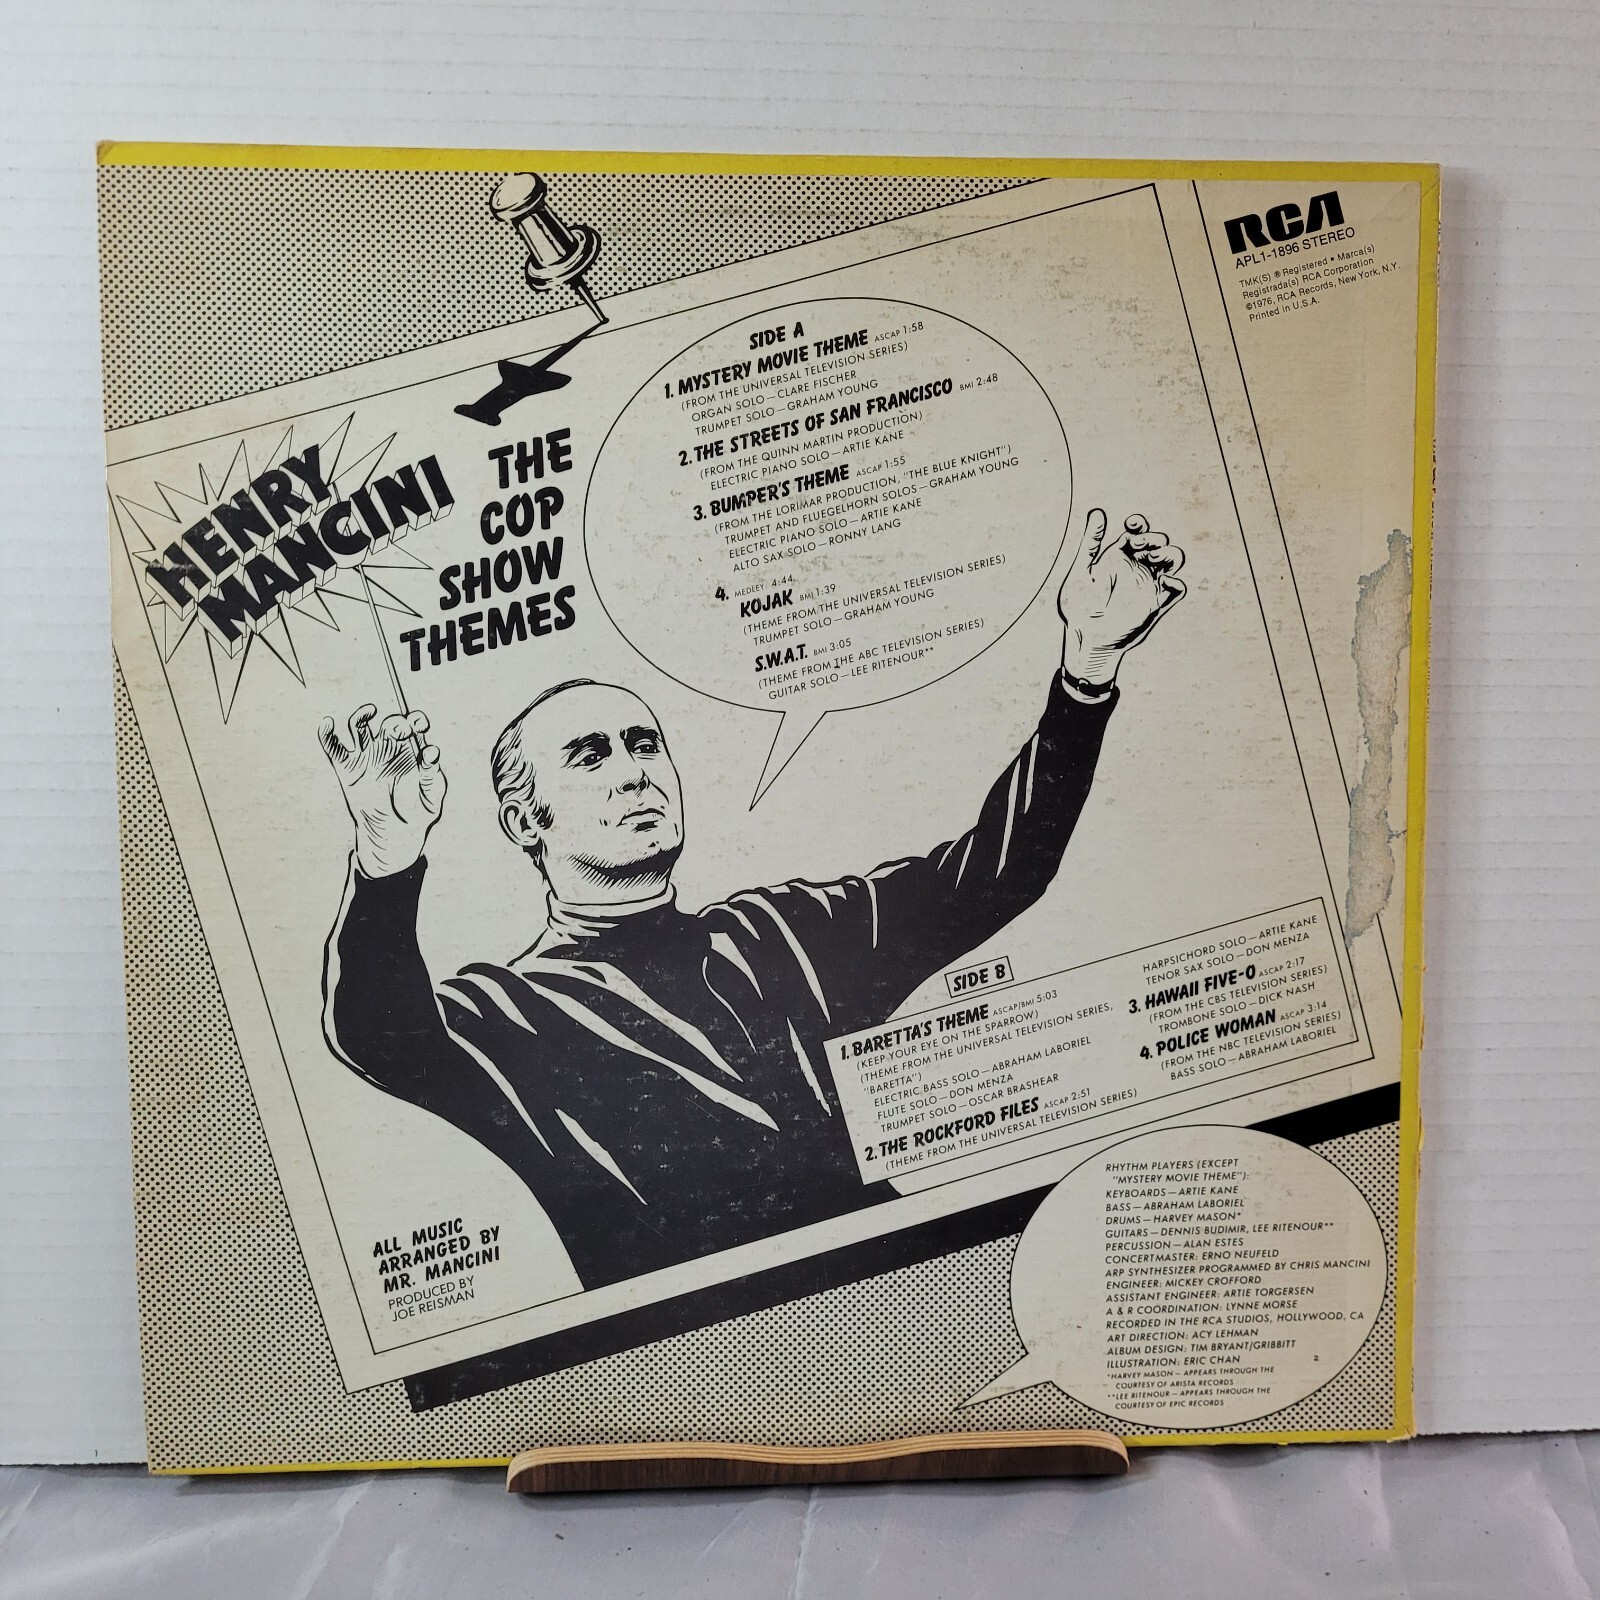 RCA
APL1-1896 STEREO
TMK(S) ® Registered • Marca(s)
Registrada(s) RCA Corporation
©1976, RCA Records, New York, N.Y.
Printed in U.S.A.
HENRY
MANCINI
THE
COP
SHOW
THEMES
SIDE A
1. MYSTERY MOVIE THEME ASCAP 1:58
(FROM THE UNIVERSAL TELEVISION SERIES)
ORGAN SOLO—CLARE FISCHER
TRUMPET SOLO—GRAHAM YOUNG
2. THE STREETS OF SAN FRANCISCO BMI 2:48
(FROM THE QUINN MARTIN PRODUCTION)
ELECTRIC PIANO SOLO—ARTIE KANE
3. BUMPER'S THEME ASCAP 1:55
(FROM THE LORIMAR PRODUCTION, "THE BLUE KNIGHT")
TRUMPET AND FLUEGELHORN SOLOS—GRAHAM YOUNG
ELECTRIC PIANO SOLO—ARTIE KANE
ALTO SAX SOLO—RONNY LANG
4. MEDLEY 4:44
KOJAK BMI 1:39
(THEME FROM THE UNIVERSAL TELEVISION SERIES)
TRUMPET SOLO—GRAHAM YOUNG
S.W.A.T. BMI 3:05
(THEME FROM THE ABC TELEVISION SERIES)
GUITAR SOLO—LEE RITENOUR**
SIDE B
1. BARETTA'S THEME ASCAP/BMI 5:03
(KEEP YOUR EYE ON THE SPARROW)
(THEME FROM THE UNIVERSAL TELEVISION SERIES,
"BARETTA")
ELECTRIC BASS SOLO—ABRAHAM LABORIEL
FLUTE SOLO—DON MENZA
TRUMPET SOLO—OSCAR BRASHEAR
2. THE ROCKFORD FILES ASCAP 2:51
(THEME FROM THE UNIVERSAL TELEVISION SERIES)
HARPSICHORD SOLO—ARTIE KANE
TENOR SAX SOLO—DON MENZA
3. HAWAII FIVE-O ASCAP 2:17
(FROM THE CBS TELEVISION SERIES)
TROMBONE SOLO—DICK NASH
4. POLICE WOMAN ASCAP 3:14
(FROM THE NBC TELEVISION SERIES)
BASS SOLO—ABRAHAM LABORIEL
ALL MUSIC
ARRANGED BY
MR. MANCINI
PRODUCED BY
JOE REISMAN
RHYTHM PLAYERS (EXCEPT
"MYSTERY MOVIE THEME"):
KEYBOARDS—ARTIE KANE
BASS—ABRAHAM LABORIEL
DRUMS—HARVEY MASON*
GUITARS—DENNIS BUDIMIR, LEE RITENOUR**
PERCUSSION—ALAN ESTES
CONCERTMASTER: ERNO NEUFELD
ARP SYNTHESIZER PROGRAMMED BY CHRIS MANCINI
ENGINEER: MICKEY CROFFORD
ASSISTANT ENGINEER: ARTIE TORGERSEN
A & R COORDINATION: LYNNE MORSE
RECORDED IN THE RCA STUDIOS, HOLLYWOOD, CA
ART DIRECTION: ACY LEHMAN
ALBUM DESIGN: TIM BRYANT/GRIBBITT
ILLUSTRATION: ERIC CHAN 2
*HARVEY MASON—APPEARS THROUGH THE
COURTESY OF ARISTA RECORDS
**LEE RITENOUR—APPEARS THROUGH THE
COURTESY OF EPIC RECORDS